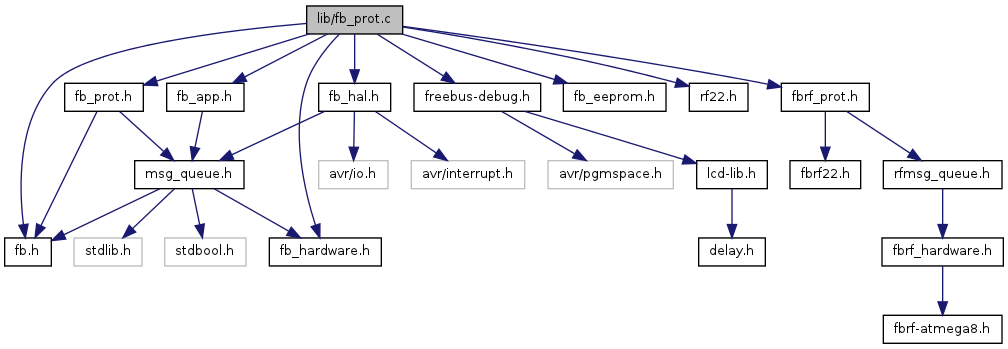 lib/fb_prot.c
fb_prot.h
fb_app.h
fb_hal.h
freebus-debug.h
fb_eeprom.h
rf22.h
fbrf_prot.h
msg_queue.h
avr/io.h
avr/interrupt.h
avr/pgmspace.h
lcd-lib.h
fbrf22.h
rfmsg_queue.h
fb.h
stdlib.h
stdbool.h
fb_hardware.h
delay.h
fbrf_hardware.h
fbrf-atmega8.h